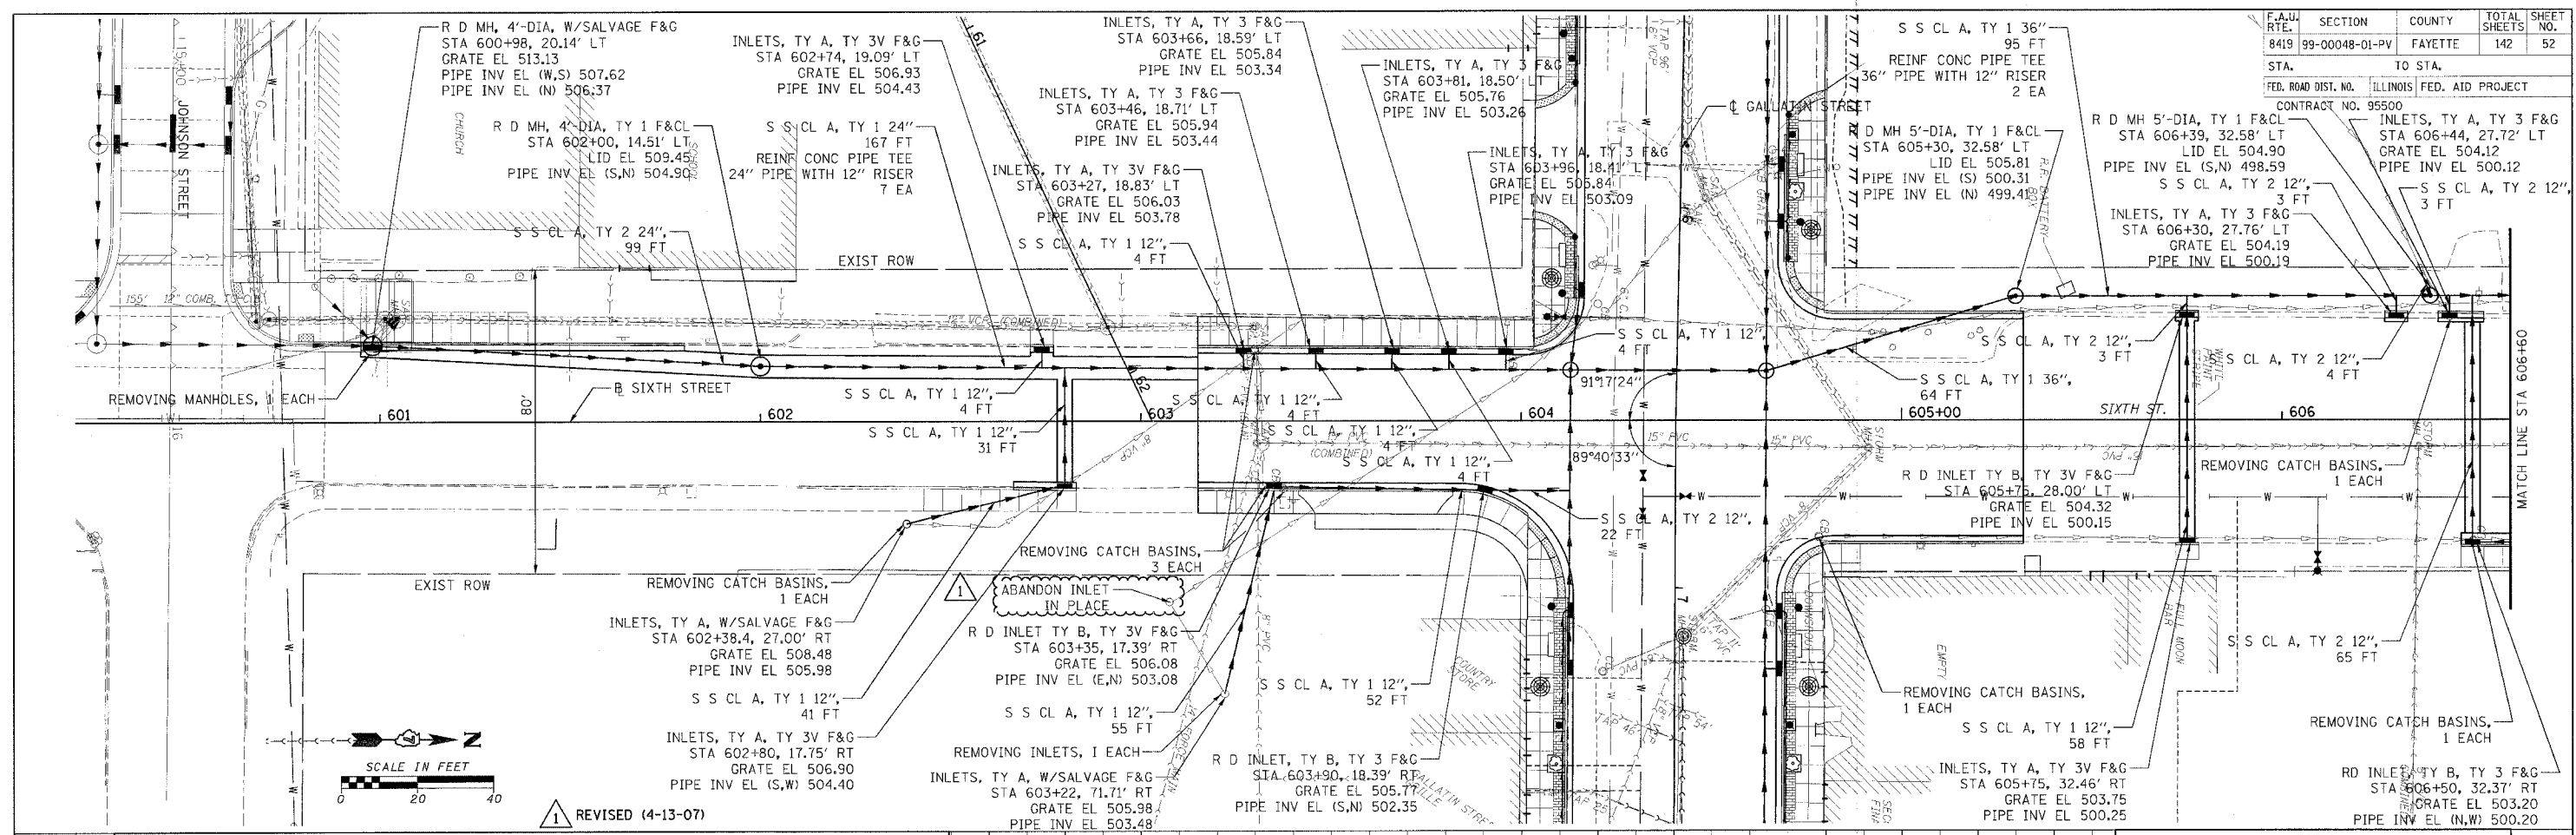 F.A.U. RTE. SECTION COUNTY TOTAL SHEETS SHEET NO.
8419 99-00048-01-PV FAYETTE 142 52
STA. TO STA.
FED. ROAD DIST. NO. ILLINOIS FED. AID PROJECT
CONTRACT NO. 95500
R D MH, 4'-DIA, W/SALVAGE F&G
STA 600+98, 20.14' LT
GRATE EL 513.13
PIPE INV EL (W,S) 507.62
PIPE INV EL (N) 506.37
R D MH, 4'-DIA, TY 1 F&CL
STA 602+00, 14.51' LT
LID EL 509.45
PIPE INV EL (S,N) 504.90
S S CL A, TY 2 24",
99 FT
INLETS, TY A, TY 3V F&G
STA 602+74, 19.09' LT
GRATE EL 506.93
PIPE INV EL 504.43
S S CL A, TY 1 24"
167 FT
REINF CONC PIPE TEE
24" PIPE WITH 12" RISER
7 EA
INLETS, TY A, TY 3 F&G
STA 603+66, 18.59' LT
GRATE EL 505.84
PIPE INV EL 503.34
INLETS, TY A, TY 3 F&G
STA 603+46, 18.71' LT
GRATE EL 505.94
PIPE INV EL 503.44
INLETS, TY A, TY 3V F&G
STA 603+27, 18.83' LT
GRATE EL 506.03
PIPE INV EL 503.78
S S CL A, TY 1 12",
4 FT
INLETS, TY A, TY 3 F&G
STA 603+81, 18.50' LT
GRATE EL 505.76
PIPE INV EL 503.26
INLETS, TY A, TY 3 F&G
STA 603+96, 18.41' LT
GRATE EL 505.84
PIPE INV EL 503.09
GALLATIN STREET
S S CL A, TY 1 36"
95 FT
REINF CONC PIPE TEE
36" PIPE WITH 12" RISER
2 EA
R D MH 5'-DIA, TY 1 F&CL
STA 605+30, 32.58' LT
LID EL 505.81
PIPE INV EL (S) 500.31
PIPE INV EL (N) 499.41
R D MH 5'-DIA, TY 1 F&CL
STA 606+39, 32.58' LT
LID EL 504.90
PIPE INV EL (S,N) 498.59
S S CL A, TY 2 12",
3 FT
INLETS, TY A, TY 3 F&G
STA 606+30, 27.76' LT
GRATE EL 504.19
PIPE INV EL 500.19
INLETS, TY A, TY 3 F&G
STA 606+44, 27.72' LT
GRATE EL 504.12
PIPE INV EL 500.12
S S CL A, TY 2 12",
3 FT
JOHNSON STREET
CHURCH
SCHOOL
EXIST ROW
61
62
155' 12" COMB.
12" VCP (COMBINED)
80'
REMOVING MANHOLES, 1 EACH
SIXTH STREET
601
602
603
604
605+00
606
SIXTH ST.
S S CL A, TY 1 12",
4 FT
S S CL A, TY 1 12",
31 FT
S S CL A, TY 1 12",
4 FT
S S CL A, TY 1 12",
4 FT
S S CL A, TY 1 12",
4 FT
S S CL A, TY 1 12",
4 FT
91°17'24"
89°40'33"
15" PVC
15" PVC
(COMBINED)
8" VCP
8" VCP
S S CL A, TY 1 36",
64 FT
S S CL A, TY 2 12",
3 FT
S S CL A, TY 2 12",
4 FT
MATCH LINE STA 606+60
S S CL A, TY 2 12",
22 FT
R D INLET TY B, TY 3V F&G
STA 605+75, 28.00' LT
GRATE EL 504.32
PIPE INV EL 500.15
REMOVING CATCH BASINS,
1 EACH
EXIST ROW
REMOVING CATCH BASINS,
1 EACH
REMOVING CATCH BASINS,
3 EACH
1
ABANDON INLET
IN PLACE
INLETS, TY A, W/SALVAGE F&G
STA 602+38.4, 27.00' RT
GRATE EL 508.48
PIPE INV EL 505.98
S S CL A, TY 1 12",
41 FT
INLETS, TY A, TY 3V F&G
STA 602+80, 17.75' RT
GRATE EL 506.90
PIPE INV EL (S,W) 504.40
R D INLET TY B, TY 3V F&G
STA 603+35, 17.39' RT
GRATE EL 506.08
PIPE INV EL (E,N) 503.08
S S CL A, TY 1 12",
55 FT
REMOVING INLETS, 1 EACH
INLETS, TY A, W/SALVAGE F&G
STA 603+22, 71.71' RT
GRATE EL 505.98
PIPE INV EL 503.48
8" PVC
S S CL A, TY 1 12",
52 FT
COUNTRY
STORE
R D INLET, TY B, TY 3 F&G
STA 603+90, 18.39' RT
GRATE EL 505.77
PIPE INV EL (S,N) 502.35
REMOVING CATCH BASINS,
1 EACH
EMPTY
FULL MOON
BAR
S S CL A, TY 1 12",
58 FT
INLETS, TY A, TY 3V F&G
STA 605+75, 32.46' RT
GRATE EL 503.75
PIPE INV EL 500.25
S S CL A, TY 2 12",
65 FT
REMOVING CATCH BASINS,
1 EACH
RD INLET TY B, TY 3 F&G
STA 606+50, 32.37' RT
GRATE EL 503.20
PIPE INV EL (N,W) 500.20
N
SCALE IN FEET
0 20 40
1 REVISED (4-13-07)